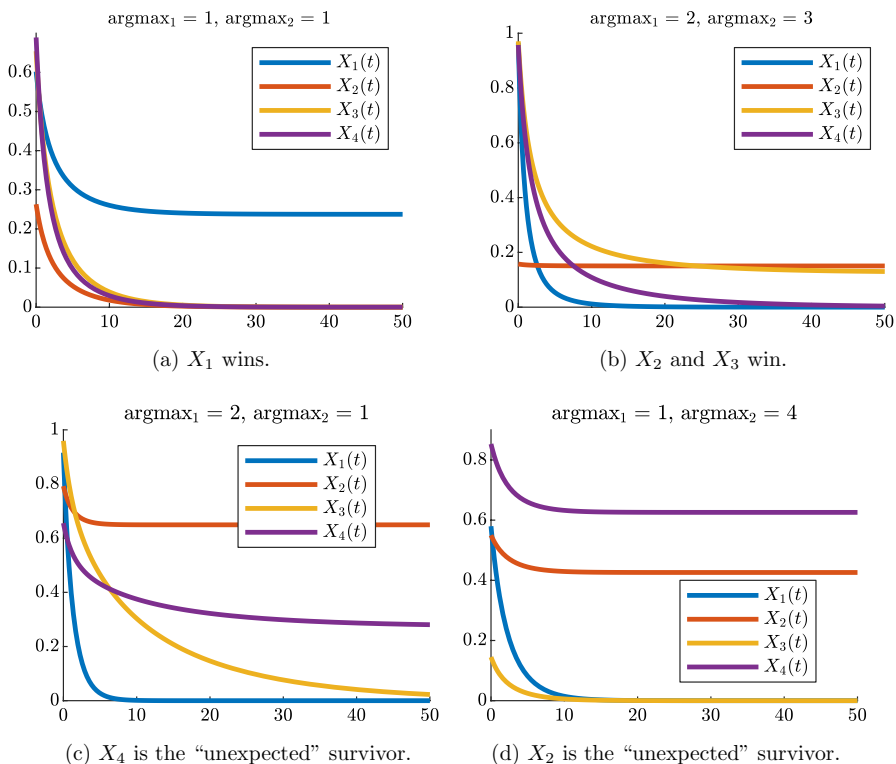 argmax₁ = 1, argmax₂ = 1
0.6
0.5
0.4
0.3
0.2
0.1
0
0 10 20 30 40 50
X₁(t)
X₂(t)
X₃(t)
X₄(t)
(a) X₁ wins.
argmax₁ = 2, argmax₂ = 3
1
0.8
0.6
0.4
0.2
0
0 10 20 30 40 50
X₁(t)
X₂(t)
X₃(t)
X₄(t)
(b) X₂ and X₃ win.
argmax₁ = 2, argmax₂ = 1
1
0.8
0.6
0.4
0.2
0
0 10 20 30 40 50
X₁(t)
X₂(t)
X₃(t)
X₄(t)
(c) X₄ is the “unexpected” survivor.
argmax₁ = 1, argmax₂ = 4
0.8
0.6
0.4
0.2
0
0 10 20 30 40 50
X₁(t)
X₂(t)
X₃(t)
X₄(t)
(d) X₂ is the “unexpected” survivor.